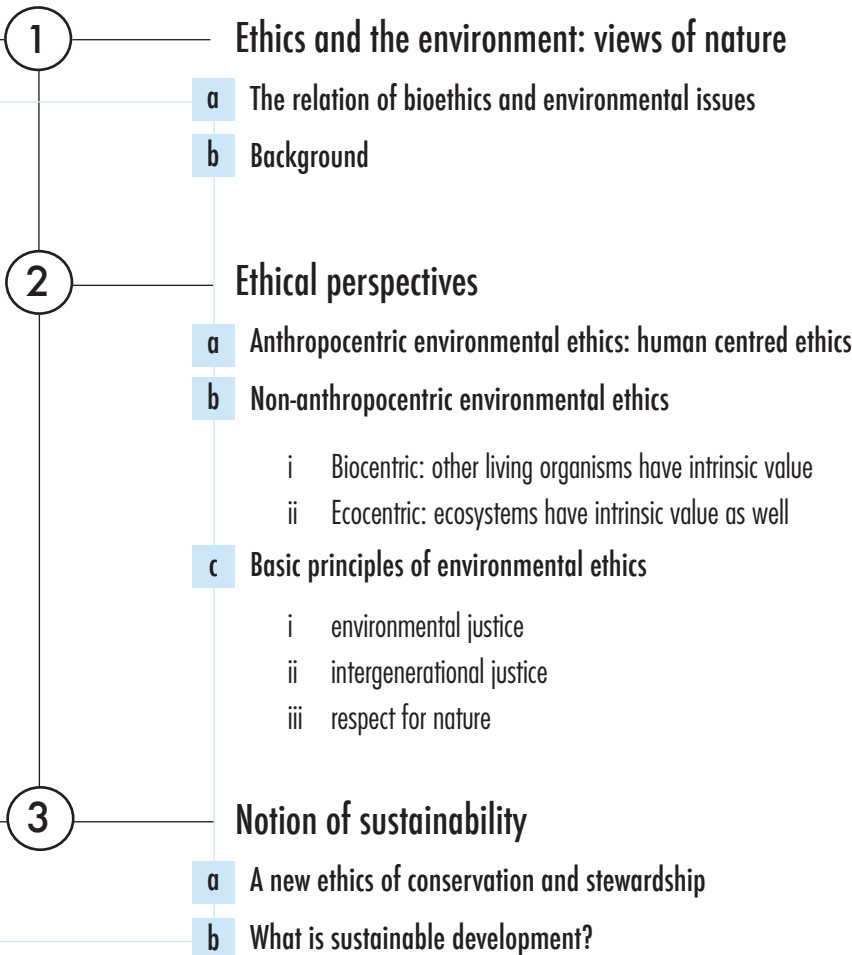 1 Ethics and the environment: views of nature
a The relation of bioethics and environmental issues
b Background
2 Ethical perspectives
a Anthropocentric environmental ethics: human centred ethics
b Non-anthropocentric environmental ethics
i Biocentric: other living organisms have intrinsic value
ii Ecocentric: ecosystems have intrinsic value as well
c Basic principles of environmental ethics
i environmental justice
ii intergenerational justice
iii respect for nature
3 Notion of sustainability
a A new ethics of conservation and stewardship
b What is sustainable development?